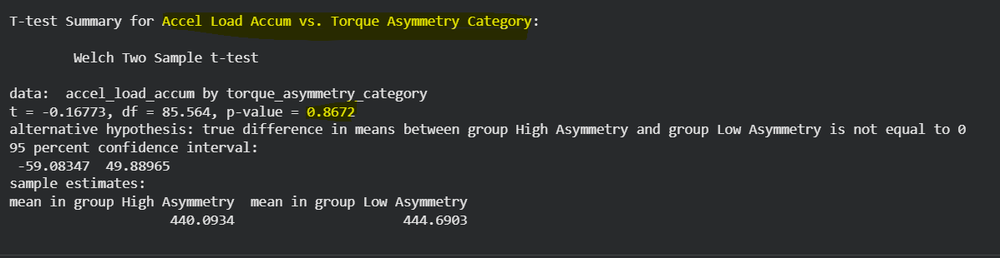 T-test Summary for Accel Load Accum vs. Torque Asymmetry Category:
Welch Two Sample t-test
data:  accel_load_accum by torque_asymmetry_category
t = -0.16773, df = 85.564, p-value = 0.8672
alternative hypothesis: true difference in means between group High Asymmetry and group Low Asymmetry is not equal to 0
95 percent confidence interval:
 -59.08347  49.88965
sample estimates:
mean in group High Asymmetry  mean in group Low Asymmetry
                    440.0934                     444.6903